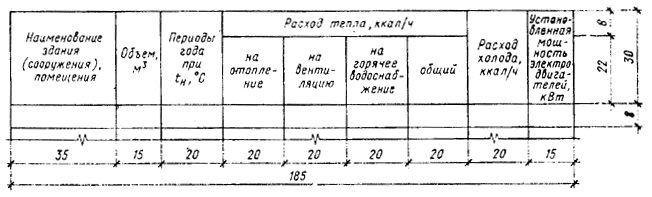 Наименование
здания
(сооружения),
помещения
Объем,
м³
Периоды
года
при
tн, °С
Расход тепла, ккал/ч
на
отопле-
ние
на
венти-
ляцию
на
горячее
водоснаб-
жение
общий
Расход
холода,
ккал/ч
Устано-
вленная
мощ-
ность
электро-
двига-
телей,
кВт
8
22
30
8
35
15
20
20
20
20
20
20
15
185